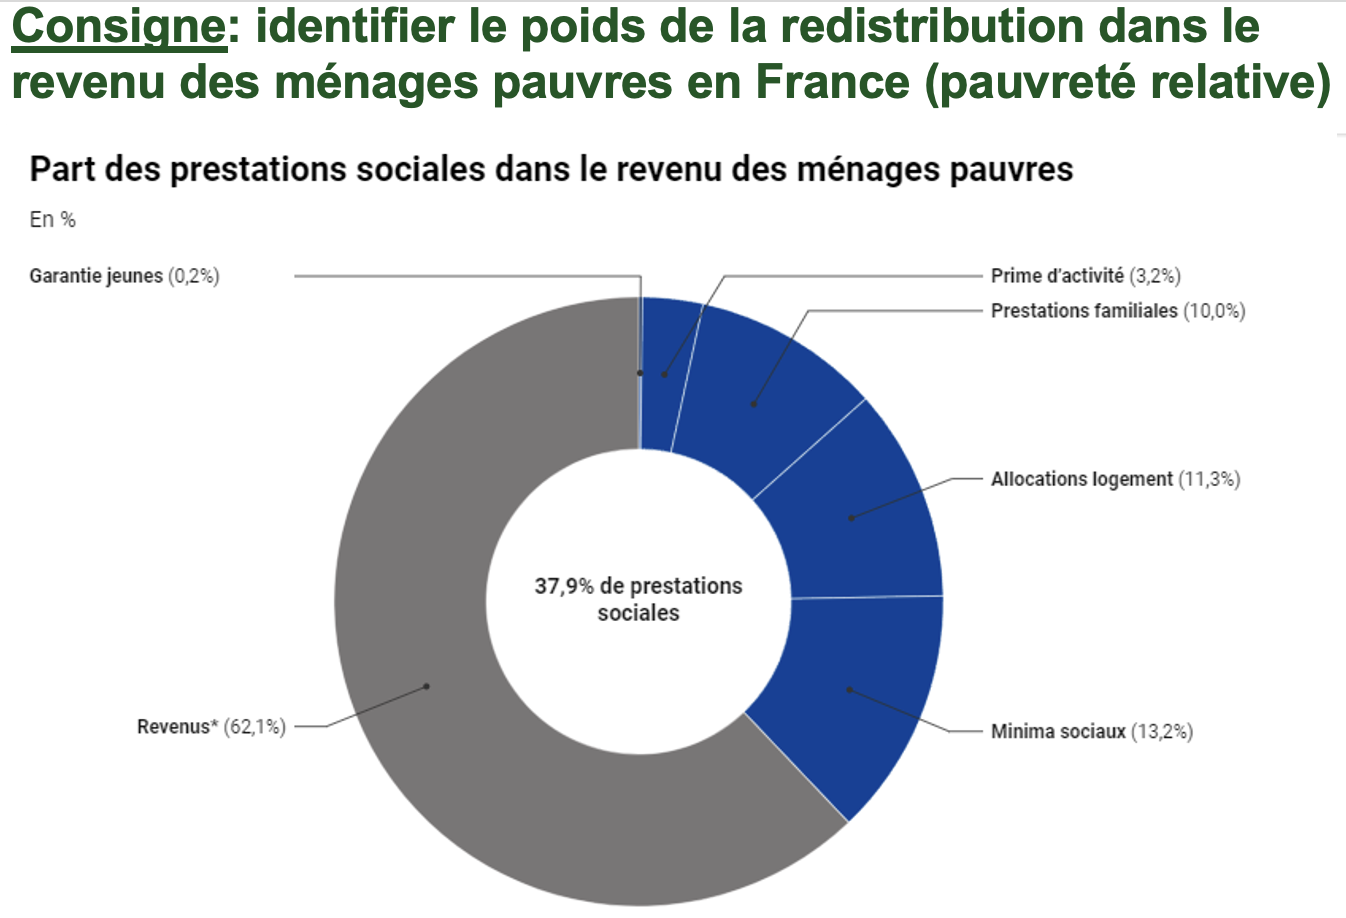 Consigne: identifier le poids de la redistribution dans le
revenu des ménages pauvres en France (pauvreté relative)
Part des prestations sociales dans le revenu des ménages pauvres
En %
Garantie jeunes (0,2%)
Prime d'activité (3,2%)
Prestations familiales (10,0%)
Allocations logement (11,3%)
37,9% de prestations
sociales
Revenus* (62,1%)
Minima sociaux (13,2%)